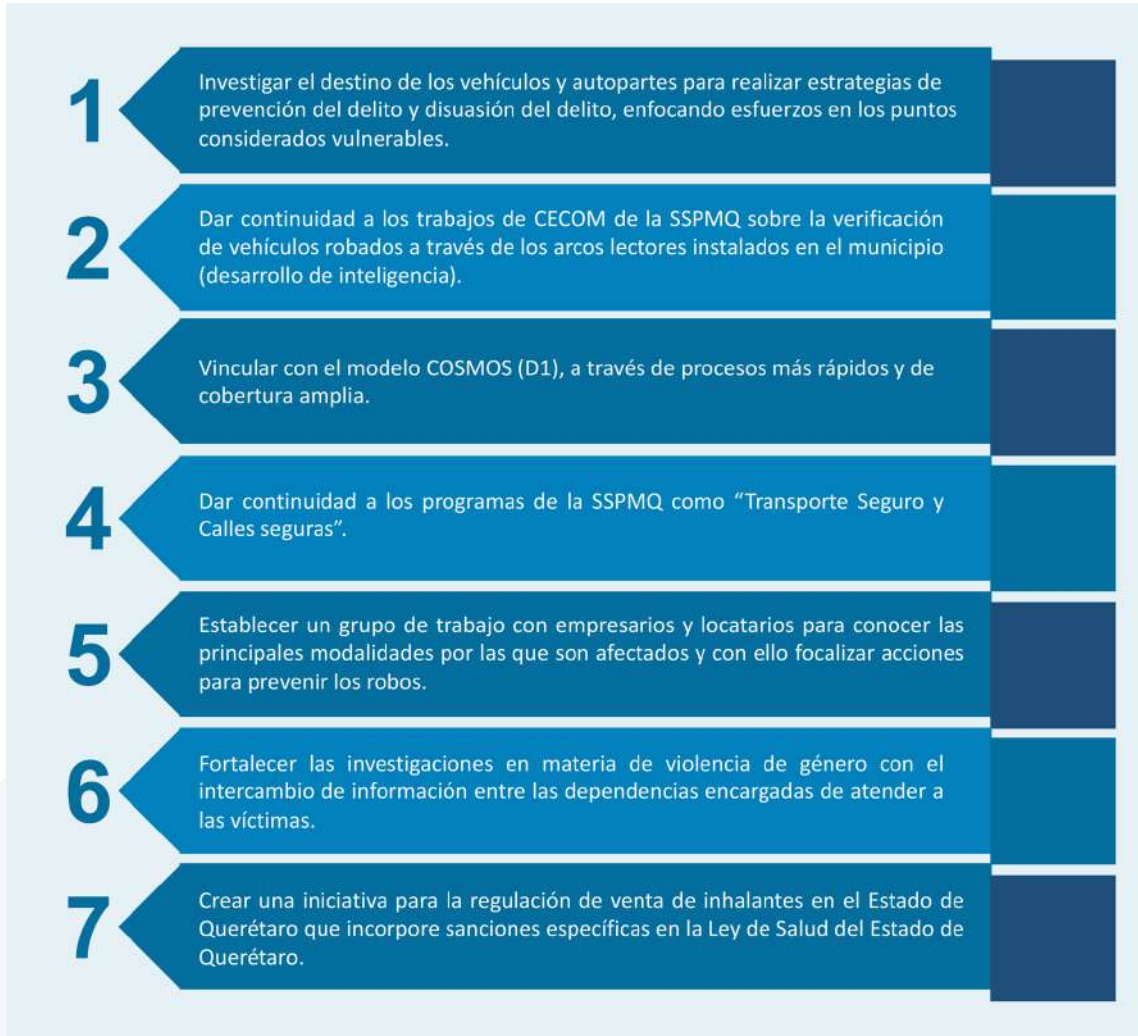 1
Investigar el destino de los vehículos y autopartes para realizar estrategias de
prevención del delito y disuasión del delito, enfocando esfuerzos en los puntos
considerados vulnerables.
2
Dar continuidad a los trabajos de CECOM de la SSPMQ sobre la verificación
de vehículos robados a través de los arcos lectores instalados en el municipio
(desarrollo de inteligencia).
3
Vincular con el modelo COSMOS (D1), a través de procesos más rápidos y de
cobertura amplia.
4
Dar continuidad a los programas de la SSPMQ como “Transporte Seguro y
Calles seguras”.
5
Establecer un grupo de trabajo con empresarios y locatarios para conocer las
principales modalidades por las que son afectados y con ello focalizar acciones
para prevenir los robos.
6
Fortalecer las investigaciones en materia de violencia de género con el
intercambio de información entre las dependencias encargadas de atender a
las víctimas.
7
Crear una iniciativa para la regulación de venta de inhalantes en el Estado de
Querétaro que incorpore sanciones específicas en la Ley de Salud del Estado de
Querétaro.